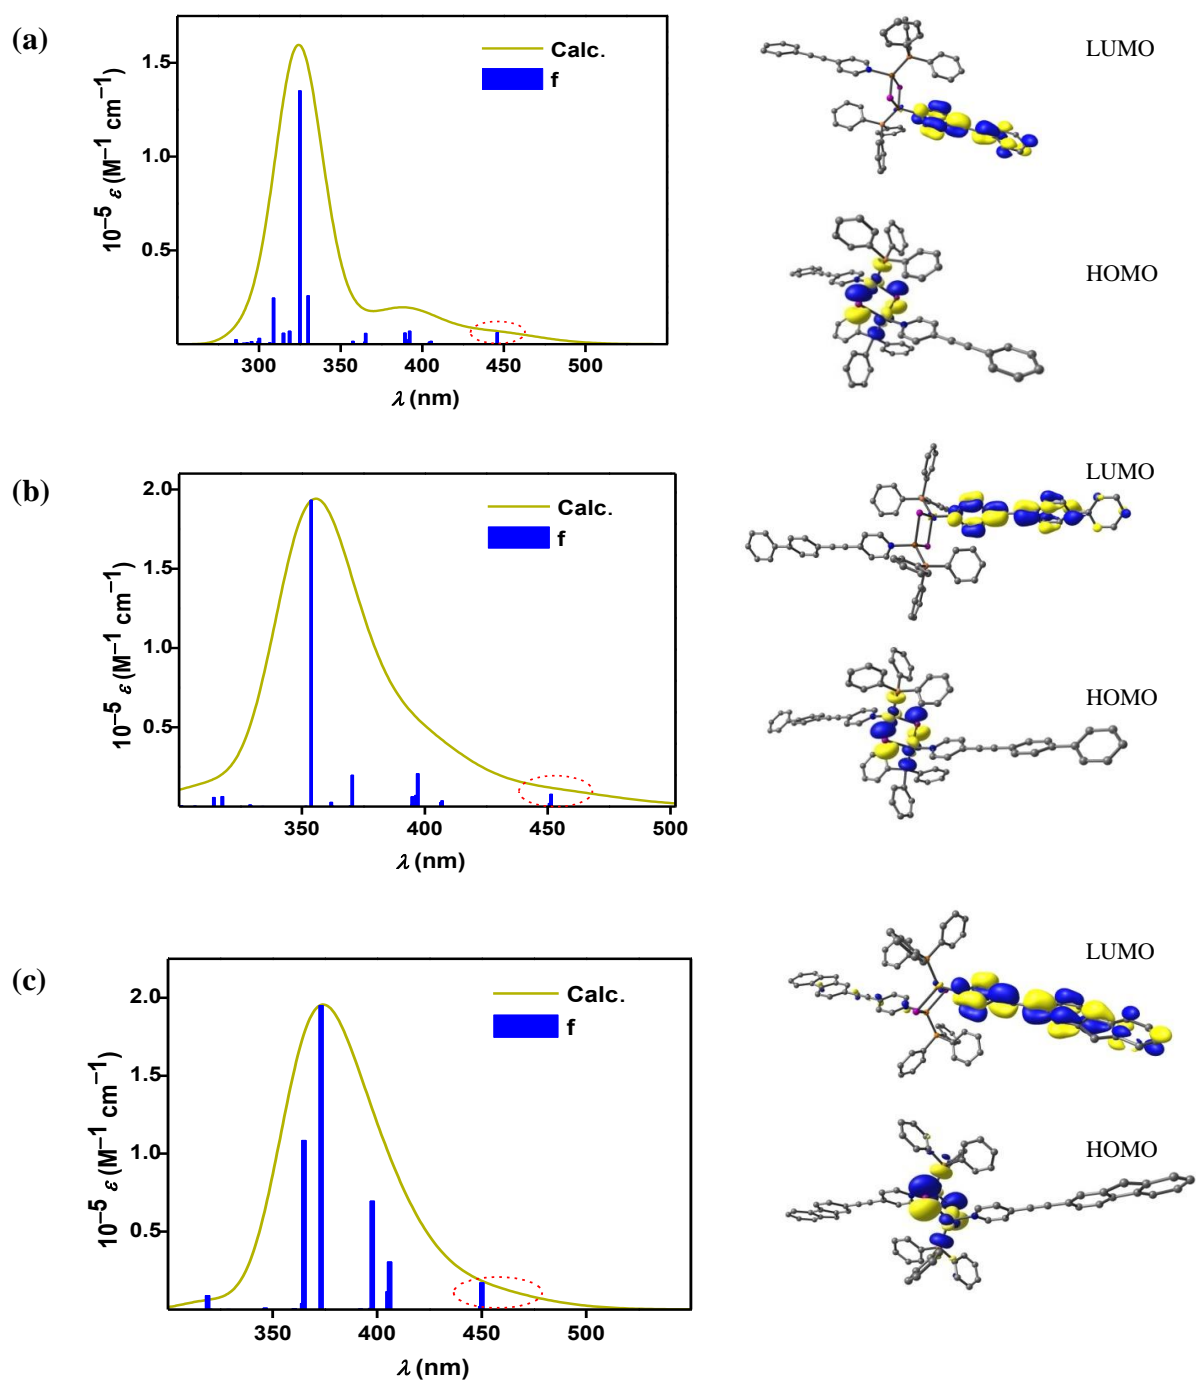 (a)
10⁻⁵ ε (M⁻¹ cm⁻¹)
1.5
1.0
0.5
Calc.
f
300 350 400 450 500
λ (nm)
LUMO
HOMO
(b)
10⁻⁵ ε (M⁻¹ cm⁻¹)
2.0
1.5
1.0
0.5
Calc.
f
350 400 450 500
λ (nm)
LUMO
HOMO
(c)
10⁻⁵ ε (M⁻¹ cm⁻¹)
2.0
1.5
1.0
0.5
Calc.
f
350 400 450 500
λ (nm)
LUMO
HOMO